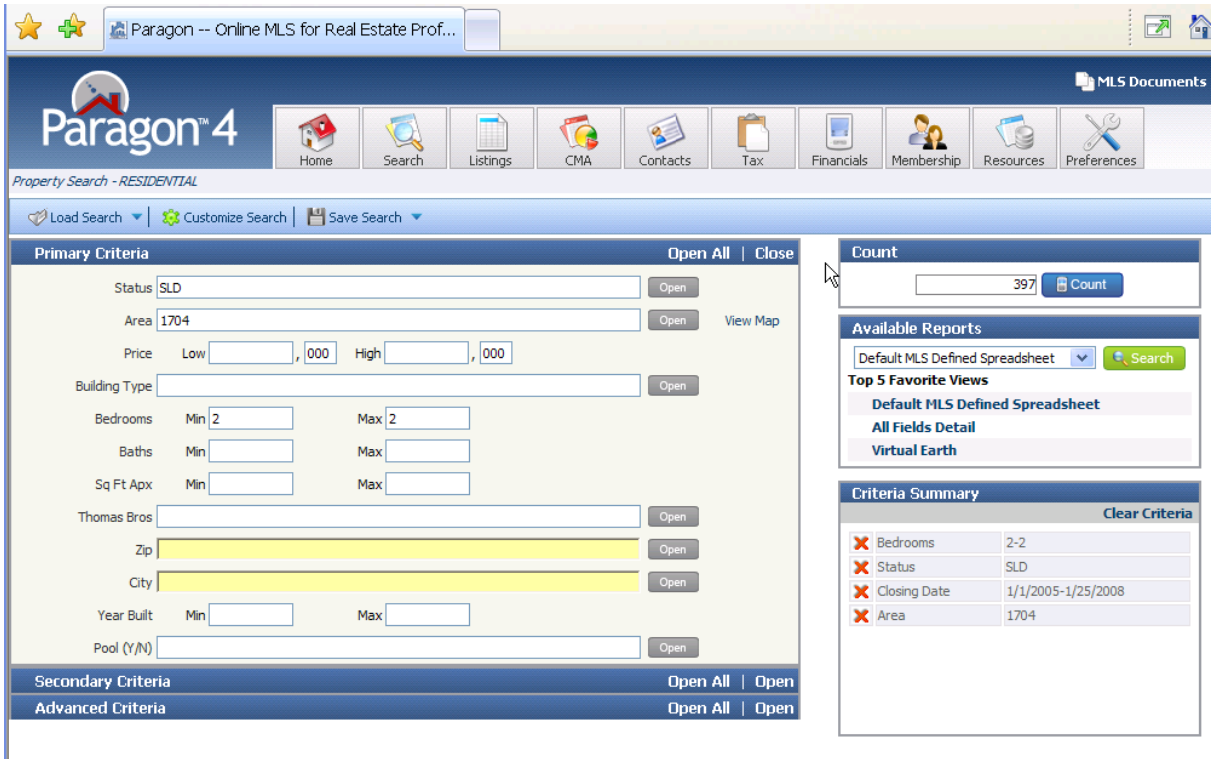 Paragon -- Online MLS for Real Estate Prof...
MLS Documents
Paragon™ 4
Home Search Listings CMA Contacts Tax Financials Membership Resources Preferences
Property Search - RESIDENTIAL
Load Search Customize Search Save Search
Primary Criteria Open All | Close
Status SLD Open
Area 1704 Open View Map
Price Low , 000 High , 000
Building Type Open
Bedrooms Min 2 Max 2
Baths Min Max
Sq Ft Apx Min Max
Thomas Bros Open
Zip Open
City Open
Year Built Min Max
Pool (Y/N) Open
Secondary Criteria Open All | Open
Advanced Criteria Open All | Open
Count
397 Count
Available Reports
Default MLS Defined Spreadsheet Search
Top 5 Favorite Views
Default MLS Defined Spreadsheet
All Fields Detail
Virtual Earth
Criteria Summary
Clear Criteria
Bedrooms 2-2
Status SLD
Closing Date 1/1/2005-1/25/2008
Area 1704